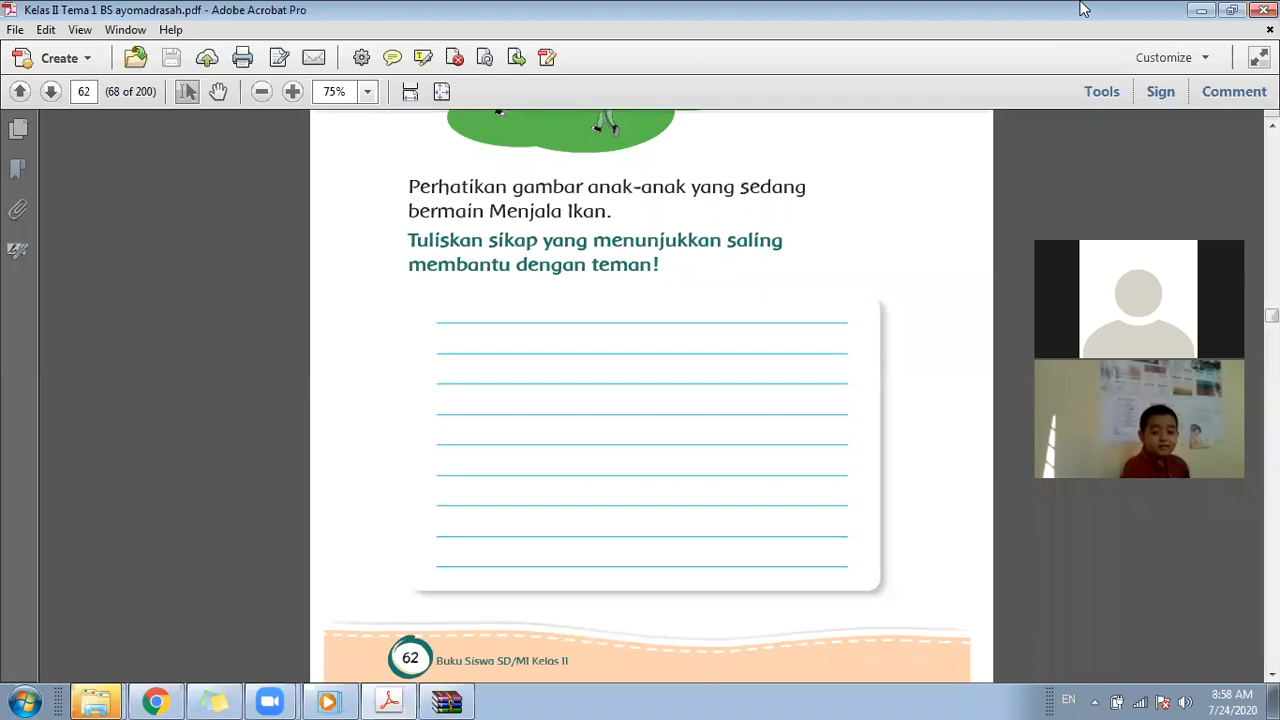 Kelas II Tema 1 BS ayomadrasah.pdf - Adobe Acrobat Pro
File Edit View Window Help
Create Customize
62 (68 of 200) 75% Tools Sign Comment
Perhatikan gambar anak-anak yang sedang
bermain Menjala Ikan.
Tuliskan sikap yang menunjukkan saling
membantu dengan teman!
62 Buku Siswa SD/MI Kelas II
EN 8:58 AM
7/24/2020